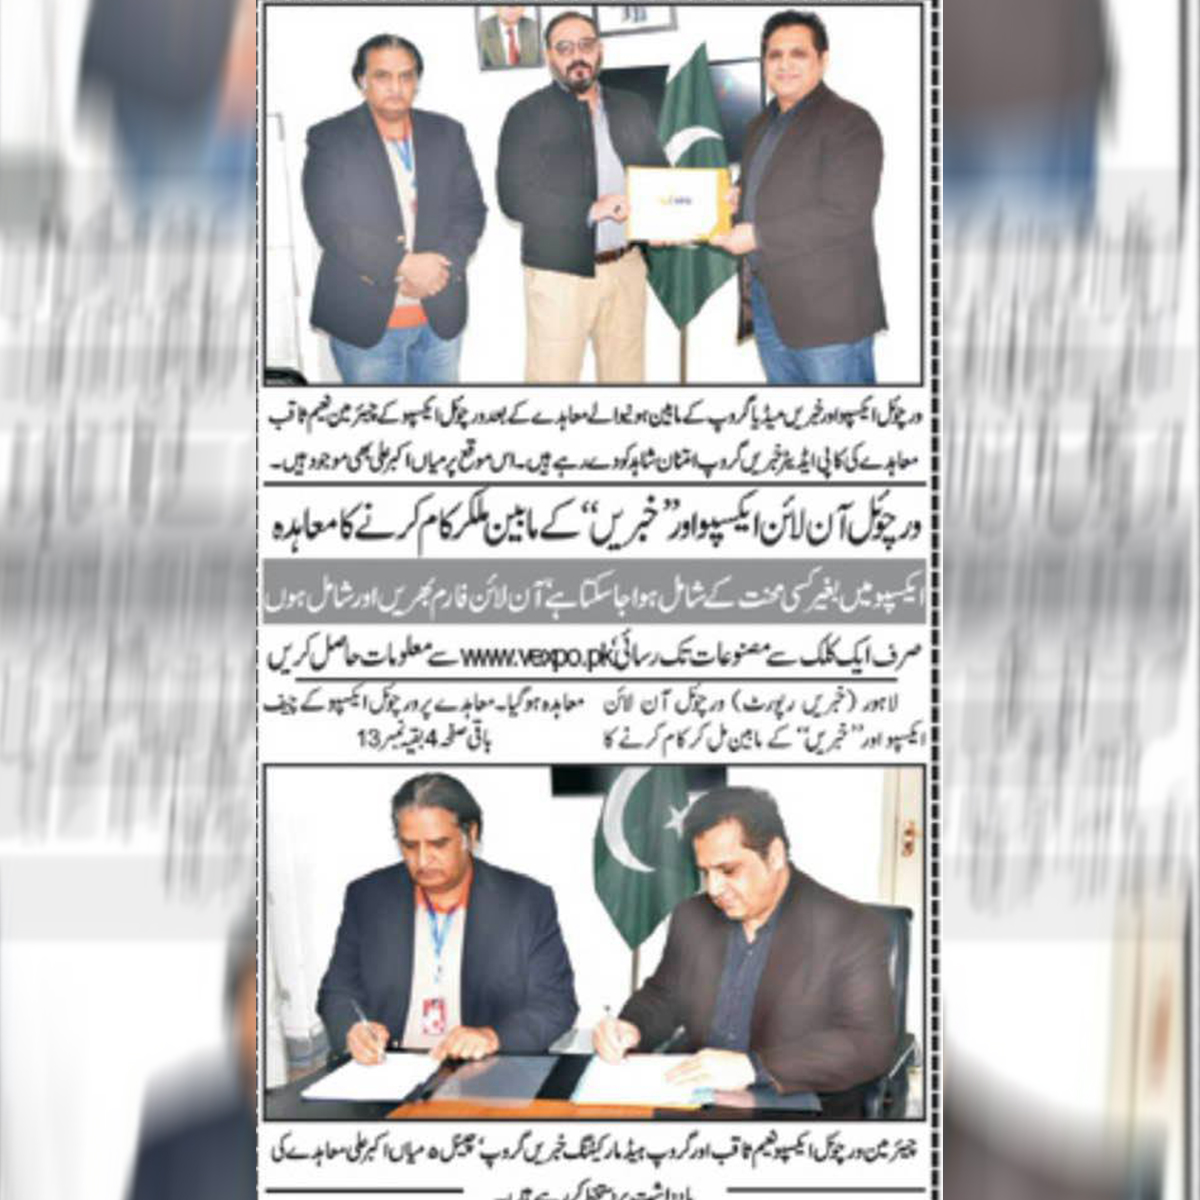 ورچوئل ایکسپو اور خبریں میڈیا گروپ کے مابین ہونیوالے معاہدے کے بعد ورچوئل ایکسپو کے چیئرمین نعیم ثاقب
معاہدے کی کاپی ایڈیٹر خبریں گروپ امتنان شاہد کو دے رہے ہیں۔ اس موقع پر میاں اکبر علی بھی موجود ہیں۔
ورچوئل آن لائن ایکسپو اور ”خبریں“ کے مابین ملکر کام کرنے کا معاہدہ
ایکسپو میں بغیر کسی محنت کے شامل ہوا جا سکتا ہے‘ آن لائن فارم بھریں اور شامل ہوں
صرف ایک کلک سے مصنوعات تک رسائی‘ www.vexpo.pk سے معلومات حاصل کریں
لاہور (خبریں رپورٹ) ورچوئل آن لائن
ایکسپو اور ”خبریں“ کے مابین مل کر کام کرنے کا
معاہدہ ہوگیا۔ معاہدے پر ورچوئل ایکسپو کے چیف
باقی صفحہ 4 بقیہ نمبر 13
چیئرمین ورچوئل ایکسپو نعیم ثاقب اور گروپ ہیڈ مارکیٹنگ خبریں گروپ‘ چینل ۵ میاں اکبر علی معاہدے کی